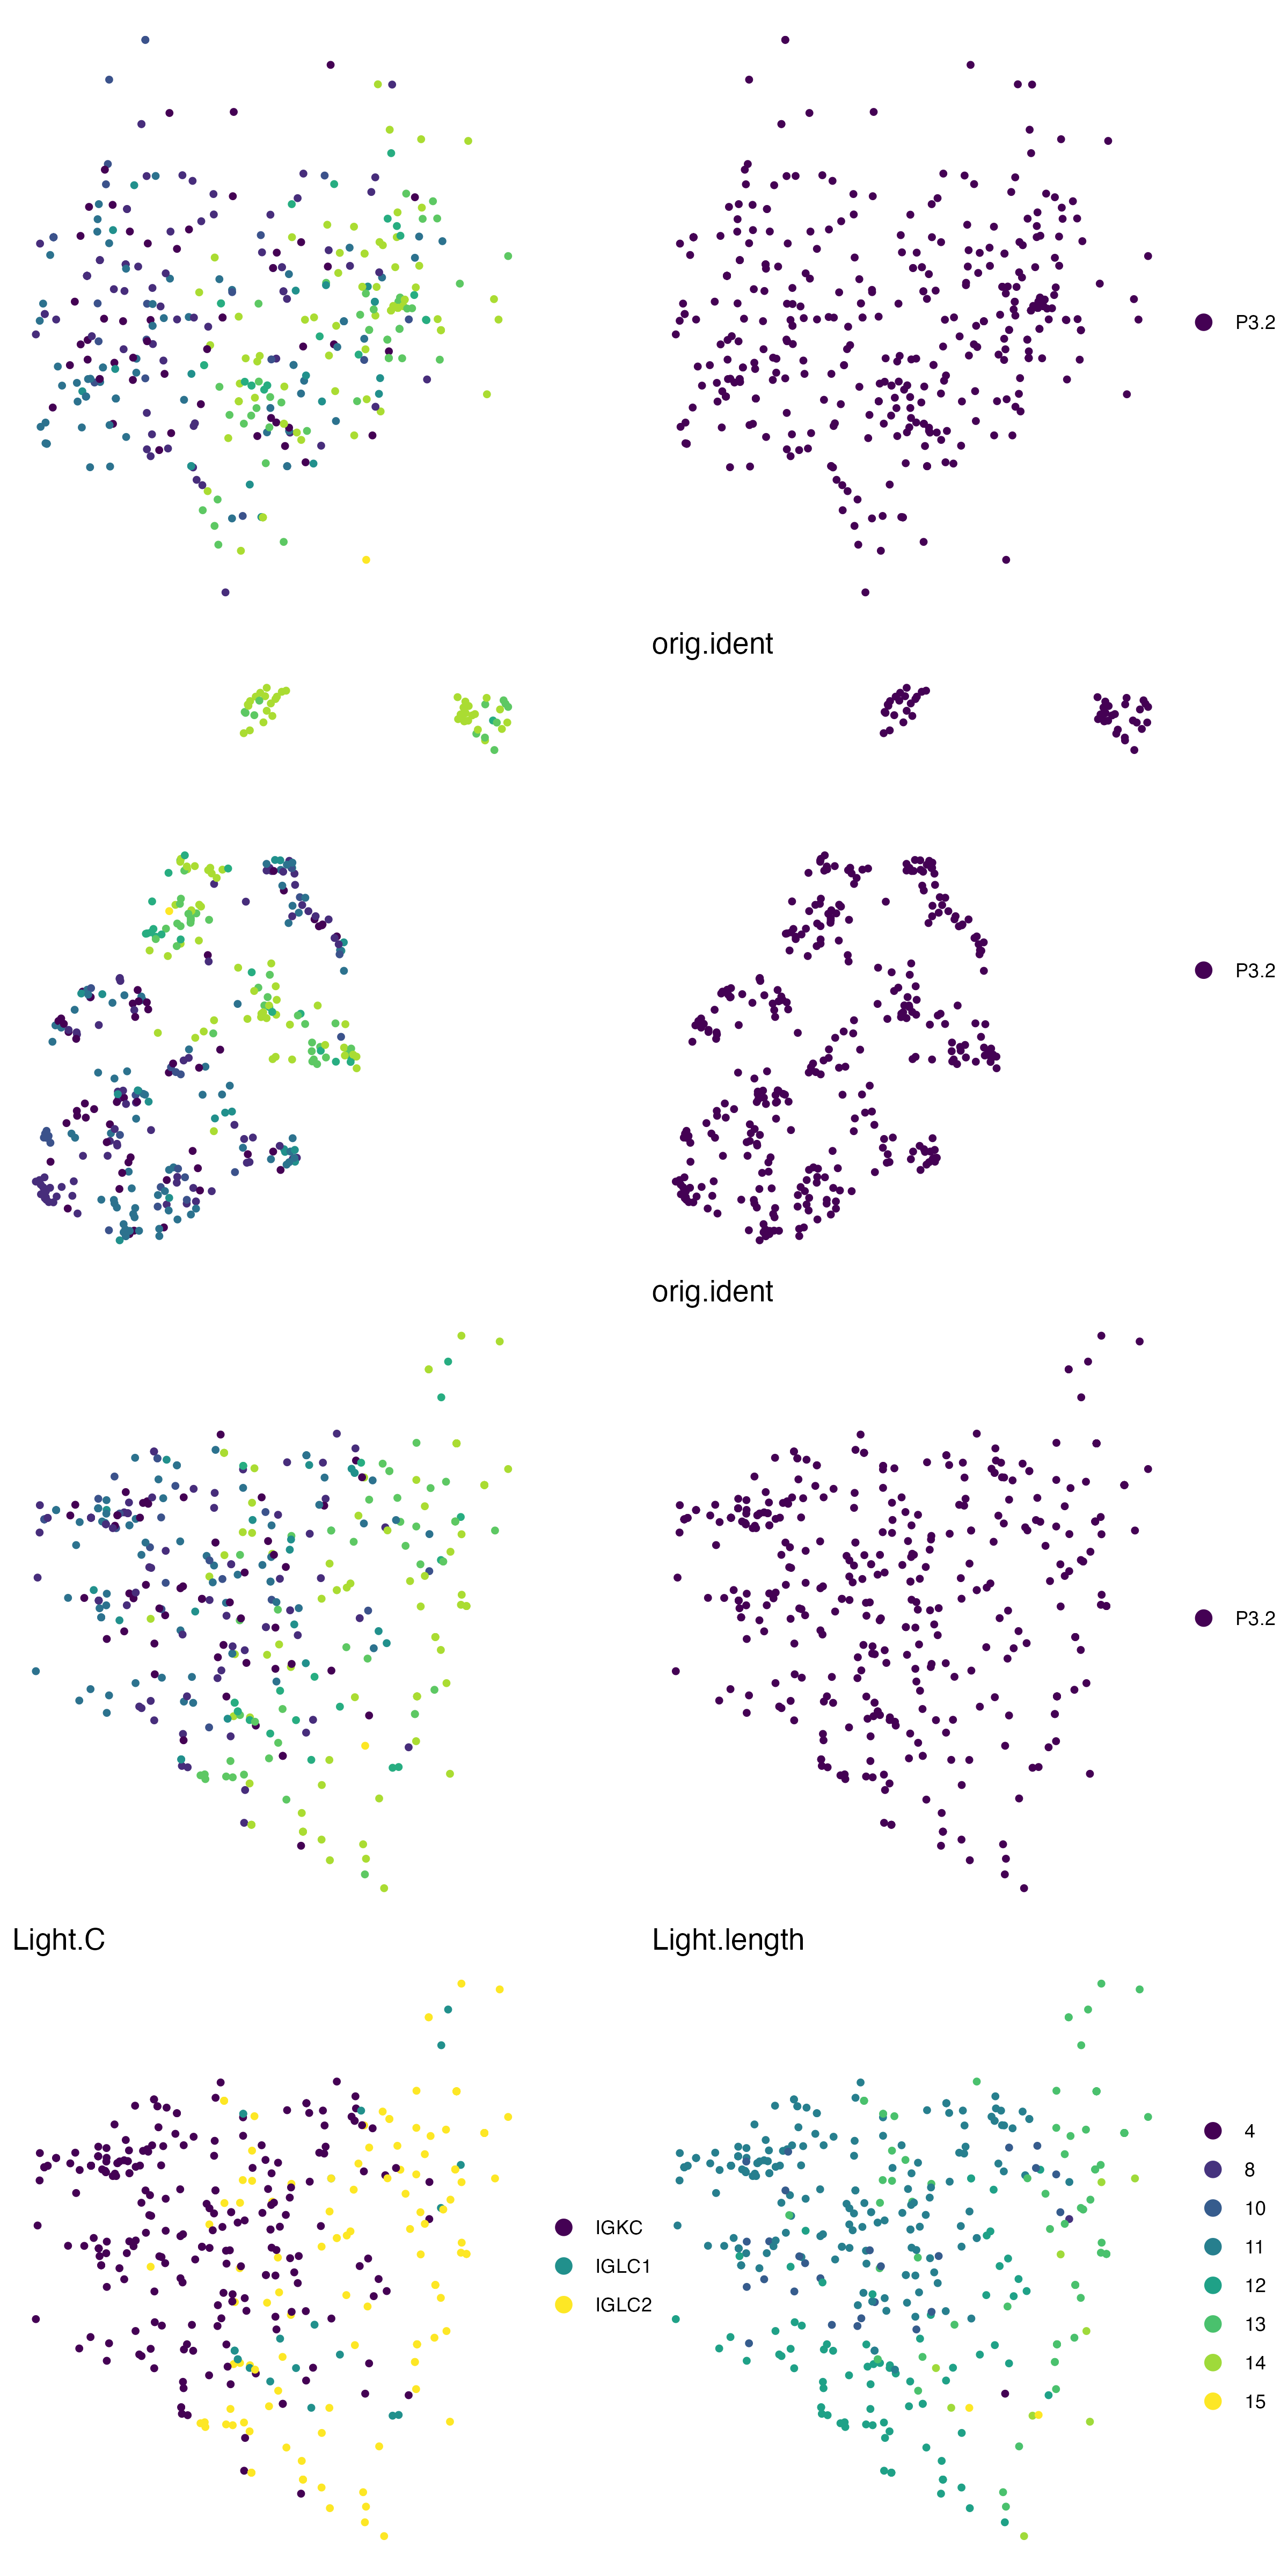 P3.2
orig.ident
P3.2
orig.ident
P3.2
Light.C
Light.length
IGKC
IGLC1
IGLC2
4
8
10
11
12
13
14
15